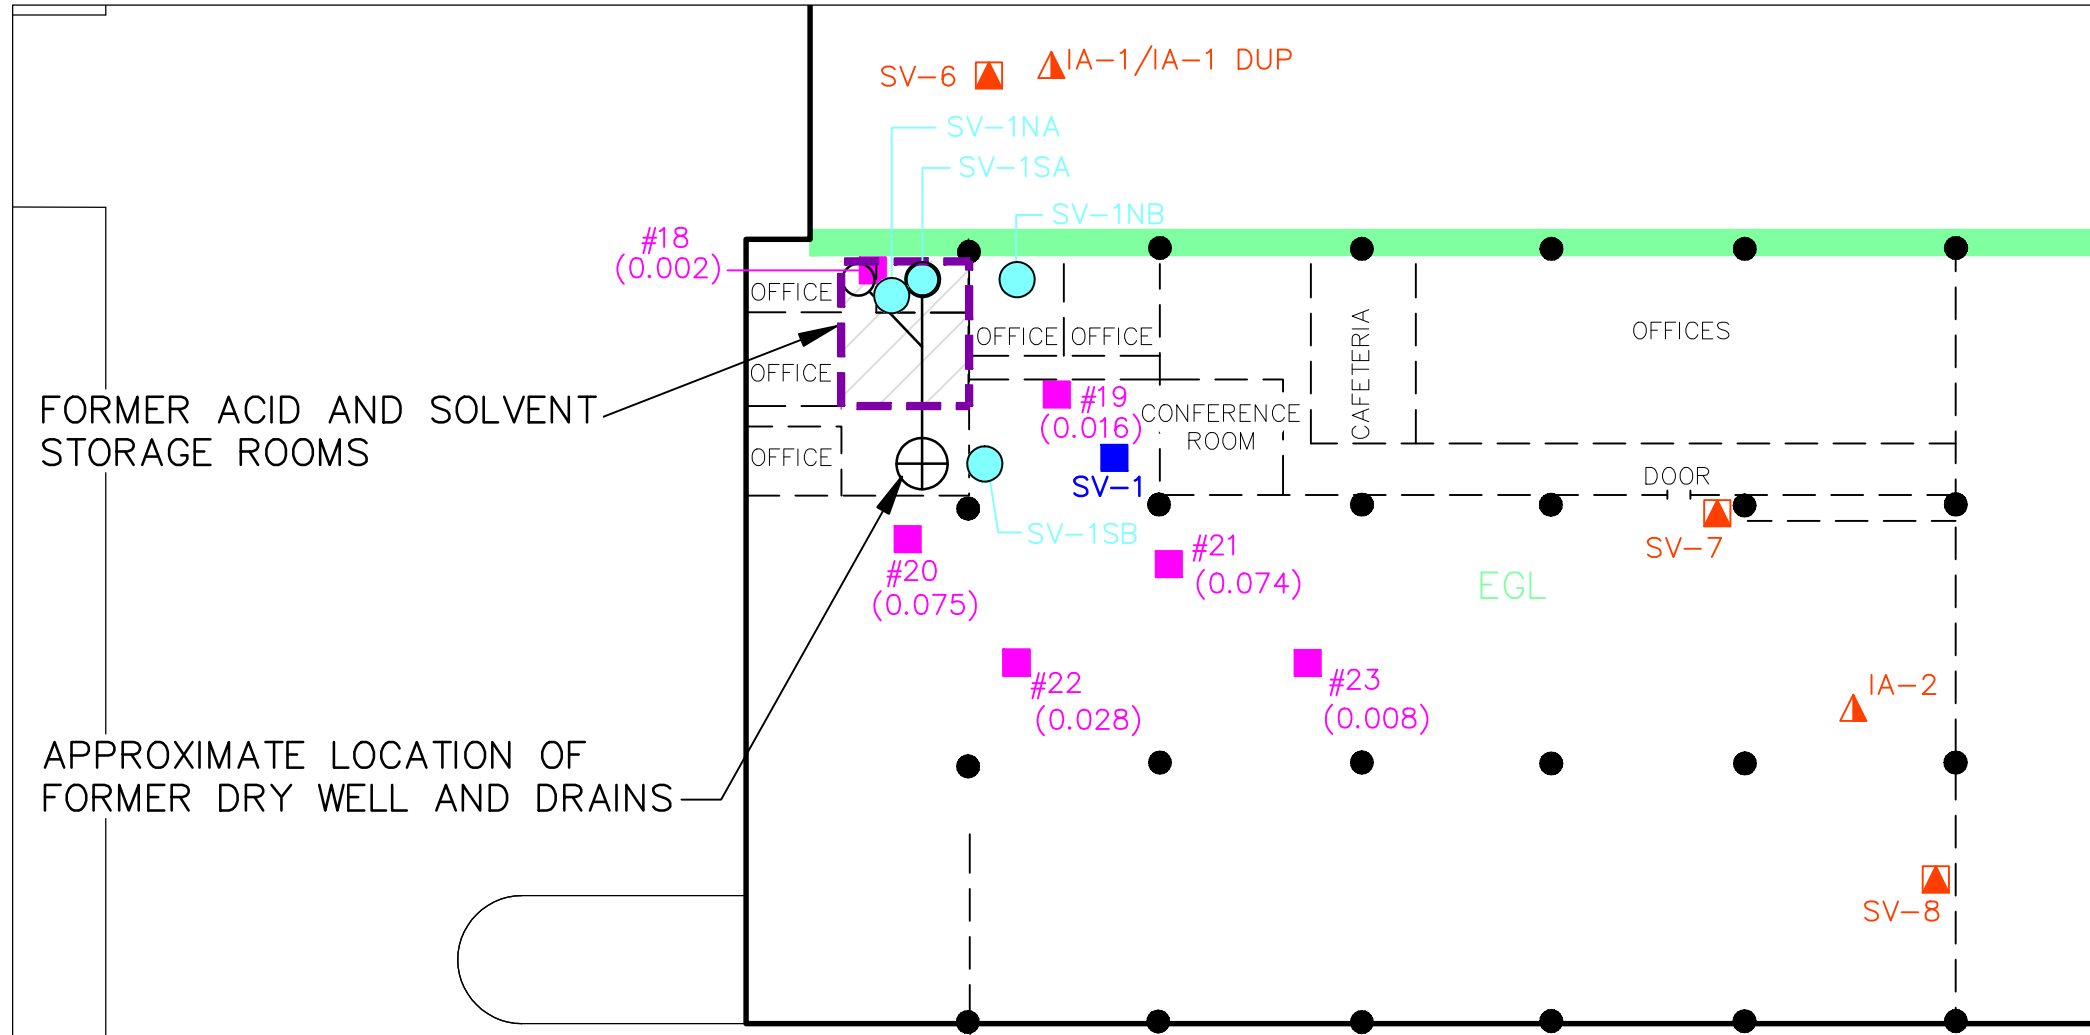 SV-6
IA-1/IA-1 DUP
SV-1NA
SV-1SA
SV-1NB
#18
(0.002)
OFFICE
OFFICE
OFFICE
OFFICE
OFFICE
CAFETERIA
OFFICES
FORMER ACID AND SOLVENT
STORAGE ROOMS
#19
(0.016)
CONFERENCE
ROOM
SV-1
DOOR
SV-1SB
SV-7
#20
(0.075)
#21
(0.074)
EGL
#22
(0.028)
#23
(0.008)
IA-2
APPROXIMATE LOCATION OF
FORMER DRY WELL AND DRAINS
SV-8